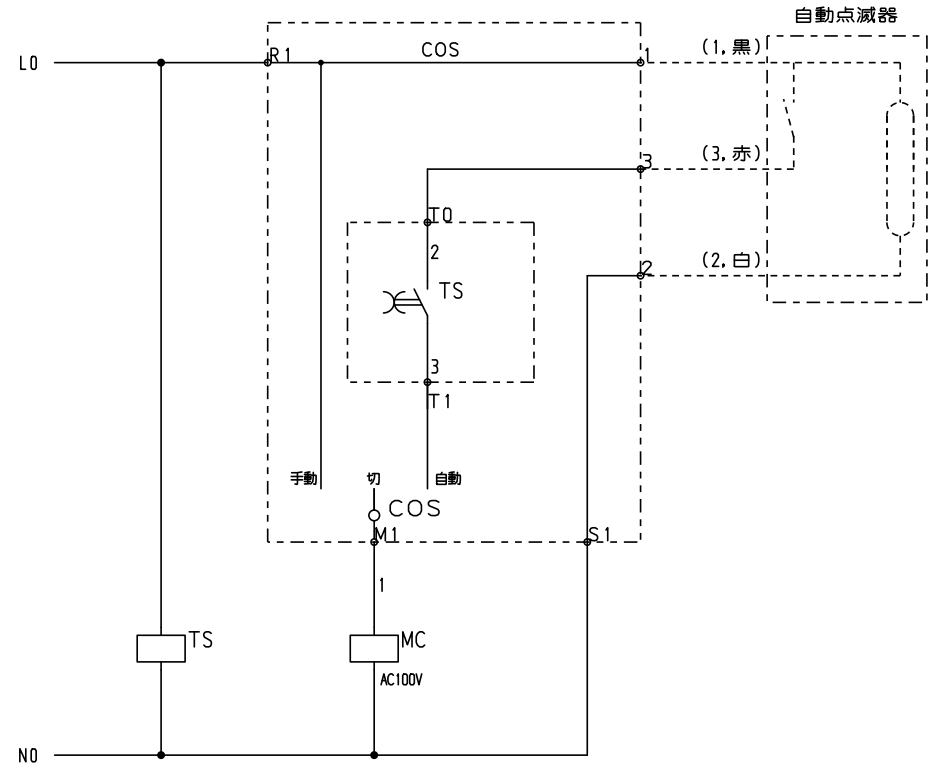 自動点滅器
L0
R1
COS
1
(1,黒)
3
(3,赤)
T0
2
2
(2,白)
TS
3
T1
手動
切
自動
COS
M1
S1
1
TS
MC
AC100V
N0